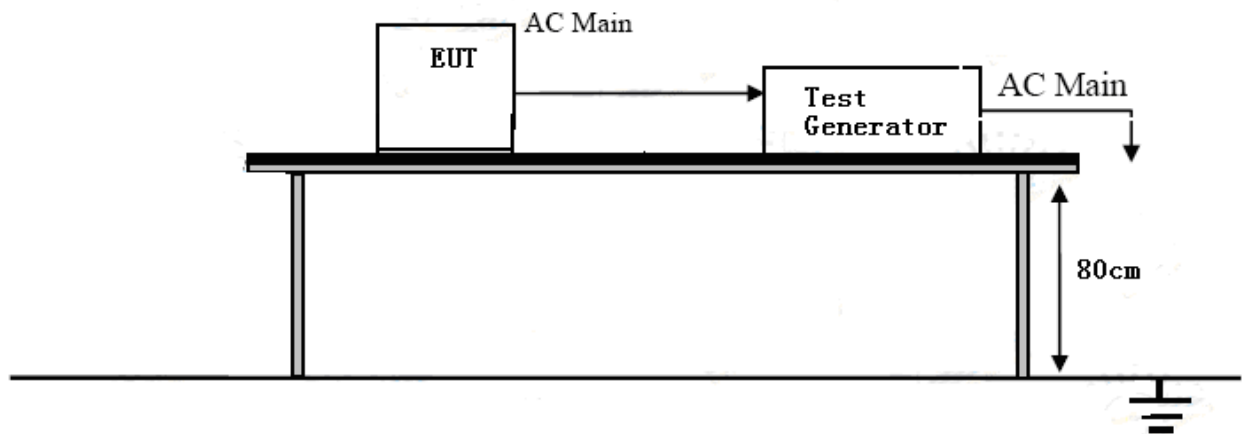 AC Main
EUT
Test
Generator
AC Main
80cm